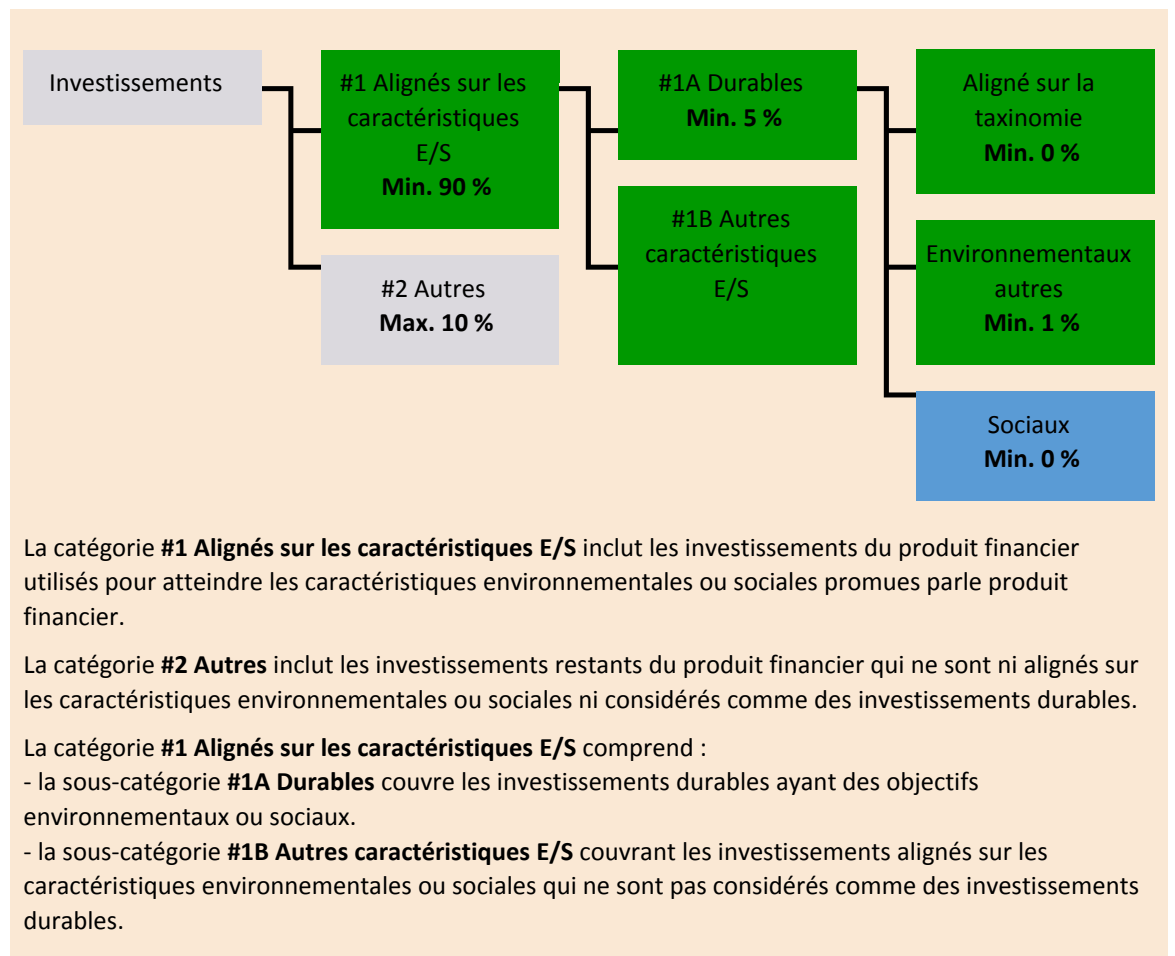 Investissements
#1 Alignés sur les
caractéristiques
E/S
Min. 90 %
#2 Autres
Max. 10 %
#1A Durables
Min. 5 %
#1B Autres
caractéristiques
E/S
Aligné sur la
taxinomie
Min. 0 %
Environnementaux
autres
Min. 1 %
Sociaux
Min. 0 %
La catégorie #1 Alignés sur les caractéristiques E/S inclut les investissements du produit financier
utilisés pour atteindre les caractéristiques environnementales ou sociales promues parle produit
financier.
La catégorie #2 Autres inclut les investissements restants du produit financier qui ne sont ni alignés sur
les caractéristiques environnementales ou sociales ni considérés comme des investissements durables.
La catégorie #1 Alignés sur les caractéristiques E/S comprend :
- la sous-catégorie #1A Durables couvre les investissements durables ayant des objectifs
environnementaux ou sociaux.
- la sous-catégorie #1B Autres caractéristiques E/S couvrant les investissements alignés sur les
caractéristiques environnementales ou sociales qui ne sont pas considérés comme des investissements
durables.